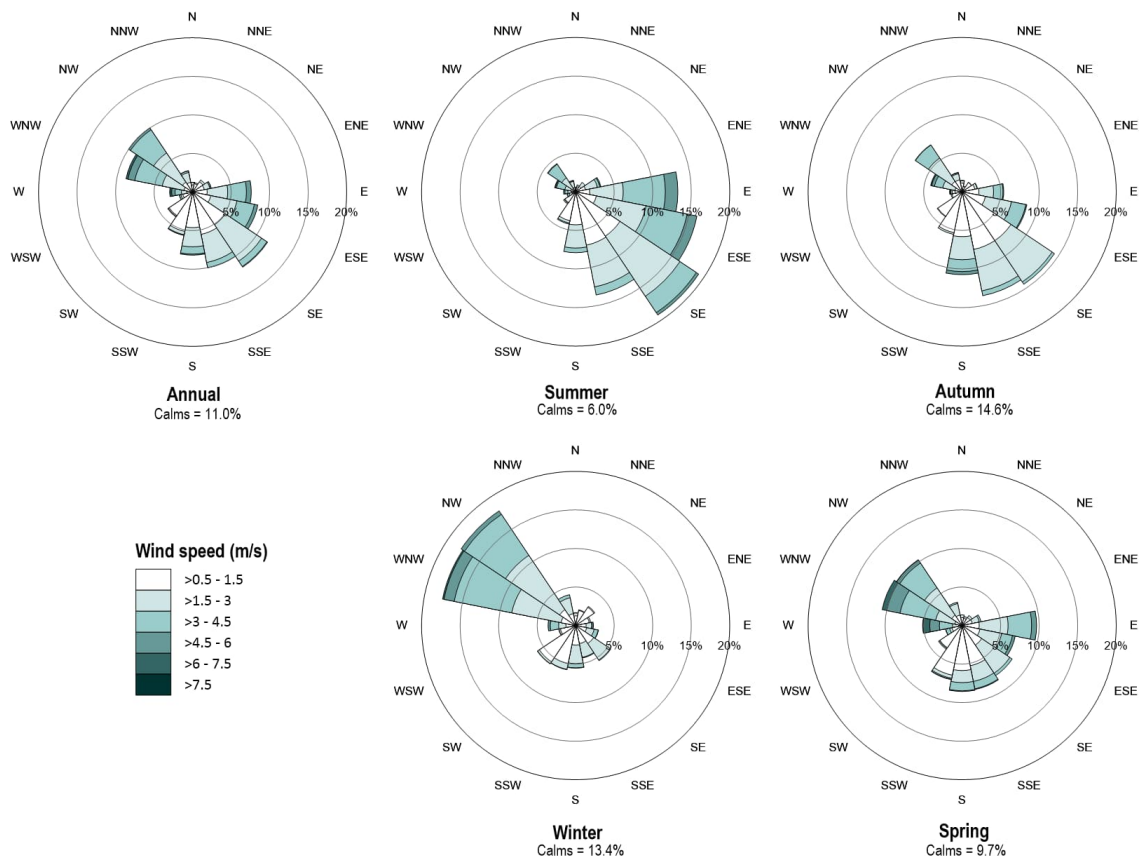 N
NNW
NNE
NW
NE
WNW
ENE
W
E
5%
10%
15%
20%
WSW
ESE
SW
SE
SSW
SSE
S
Annual
Calms = 11.0%
N
NNW
NNE
NW
NE
WNW
ENE
W
E
5%
10%
15%
20%
WSW
ESE
SW
SE
SSW
SSE
S
Summer
Calms = 6.0%
N
NNW
NNE
NW
NE
WNW
ENE
W
E
5%
10%
15%
20%
WSW
ESE
SW
SE
SSW
SSE
S
Autumn
Calms = 14.6%
Wind speed (m/s)
>0.5 - 1.5
>1.5 - 3
>3 - 4.5
>4.5 - 6
>6 - 7.5
>7.5
N
NNW
NNE
NW
NE
WNW
ENE
W
E
5%
10%
15%
20%
WSW
ESE
SW
SE
SSW
SSE
S
Winter
Calms = 13.4%
N
NNW
NNE
NW
NE
WNW
ENE
W
E
5%
10%
15%
20%
WSW
ESE
SW
SE
SSW
SSE
S
Spring
Calms = 9.7%